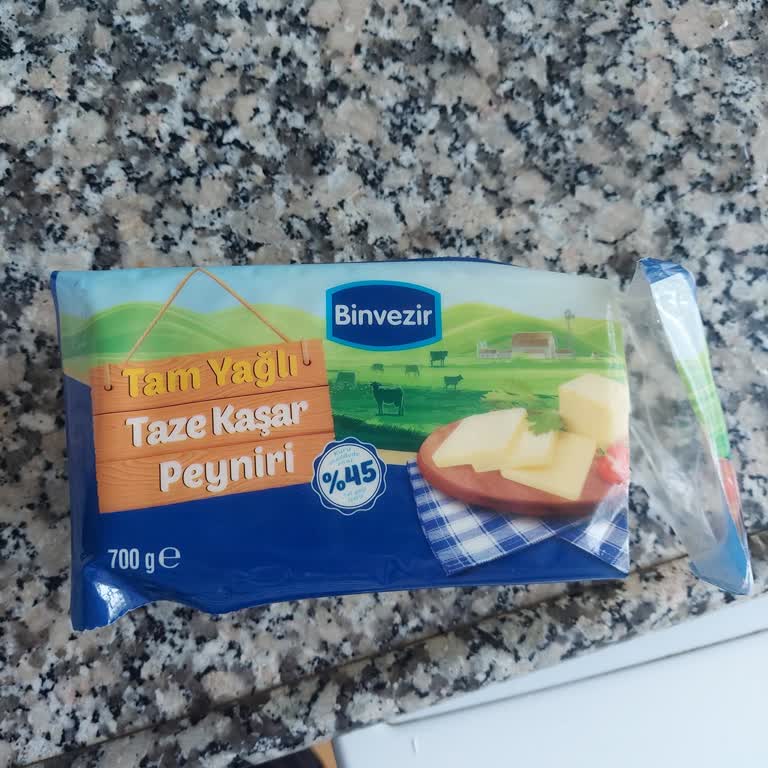 Binvezir
Tam Yağlı
Taze Kaşar
Peyniri
%45
700 g e